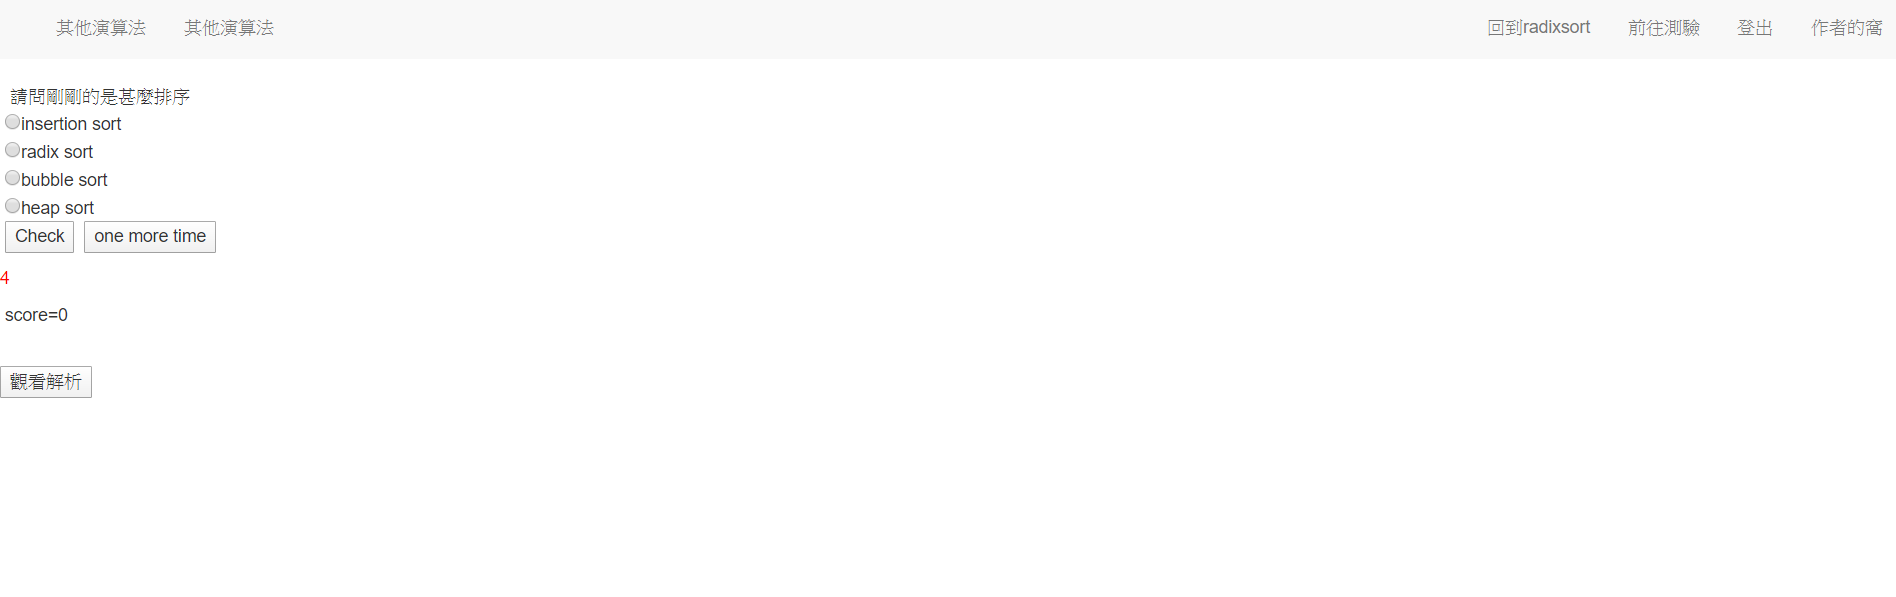 其他演算法 其他演算法 回到radixsort 前往測驗 登出 作者的窩
請問剛剛的是甚麼排序
insertion sort
radix sort
bubble sort
heap sort
Check one more time
4
score=0
觀看解析